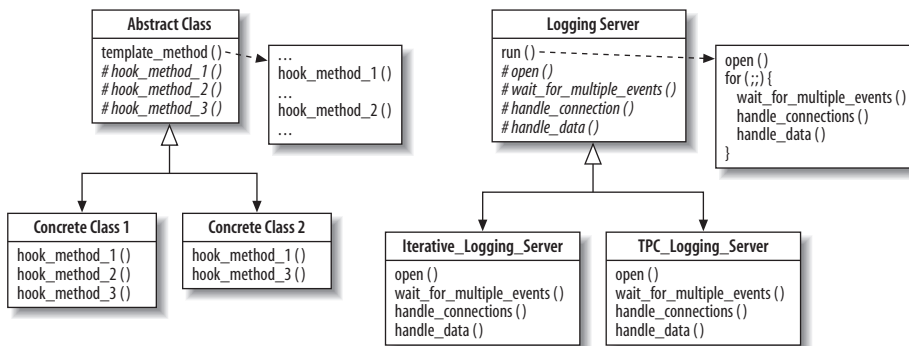 Abstract Class
template_method ()
# hook_method_1 ()
# hook_method_2 ()
# hook_method_3 ()
...
hook_method_1 ()
...
hook_method_2 ()
...
Concrete Class 1
hook_method_1 ()
hook_method_2 ()
hook_method_3 ()
Concrete Class 2
hook_method_1 ()
hook_method_3 ()
Logging Server
run ()
# open ()
# wait_for_multiple_events ()
# handle_connection ()
# handle_data ()
open ()
for ( ;;) {
wait_for_multiple_events ()
handle_connections ()
handle_data ()
}
Iterative_Logging_Server
open ()
wait_for_multiple_events ()
handle_connections ()
handle_data ()
TPC_Logging_Server
open ()
wait_for_multiple_events ()
handle_connections ()
handle_data ()